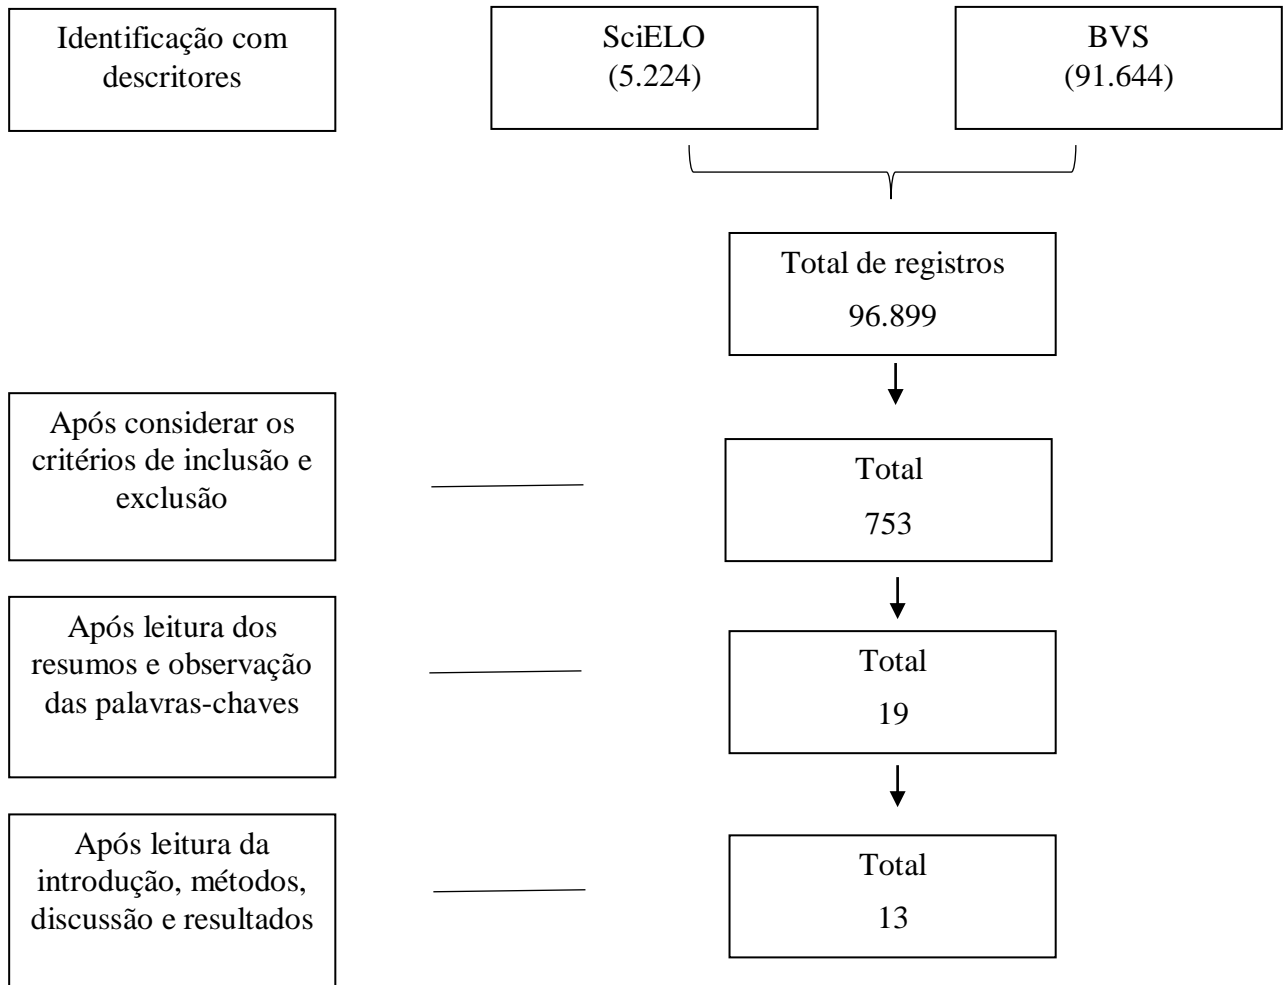 Identificação com
descritores
SciELO
(5.224)
BVS
(91.644)
Total de registros
96.899
Após considerar os
critérios de inclusão e
exclusão
Total
753
Após leitura dos
resumos e observação
das palavras-chaves
Total
19
Após leitura da
introdução, métodos,
discussão e resultados
Total
13